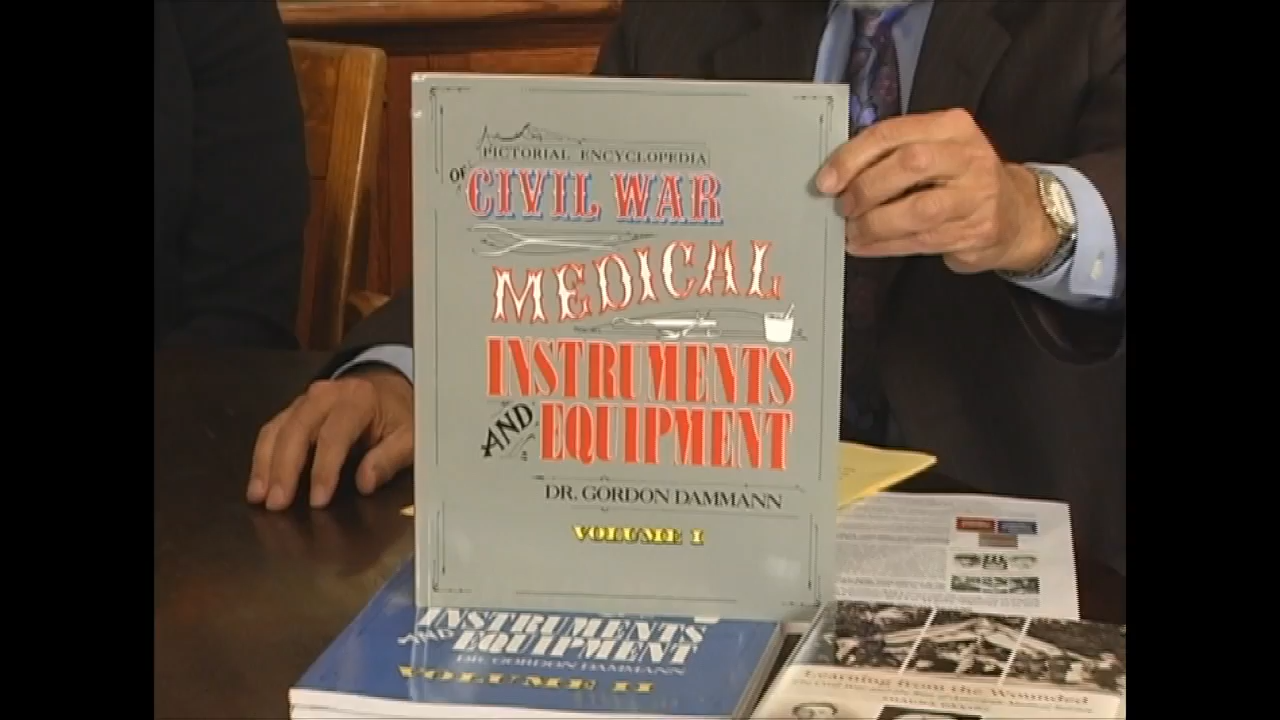 PICTORIAL ENCYCLOPEDIA
OF CIVIL WAR
MEDICAL
INSTRUMENTS
AND EQUIPMENT
DR. GORDON DAMMANN
VOLUME I
INSTRUMENTS
AND EQUIPMENT
DR. GORDON DAMMANN
VOLUME II
Learning from the Wounded